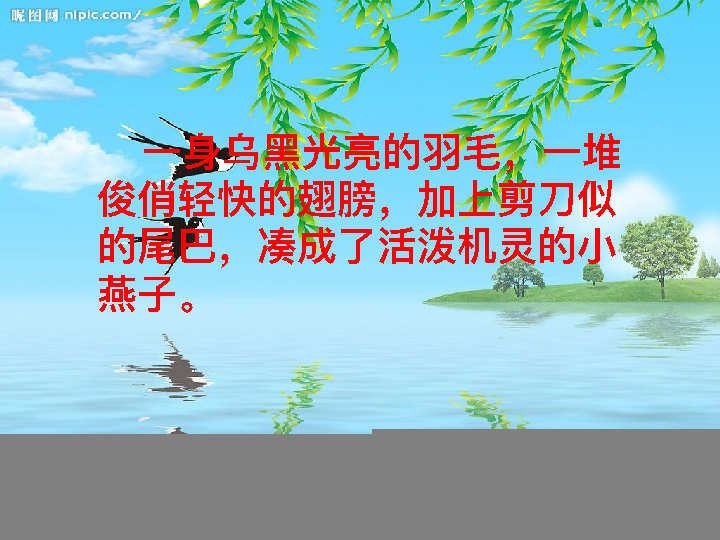 昵图网 nipic.com/
一身乌黑光亮的羽毛，一堆
俊俏轻快的翅膀，加上剪刀似
的尾巴，凑成了活泼机灵的小
燕子。